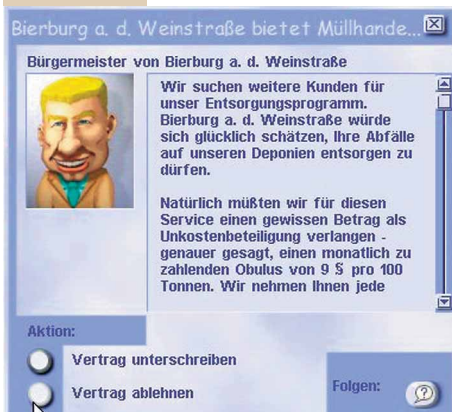 Bierburg a. d. Weinstraße bietet Müllhande...
Bürgermeister von Bierburg a. d. Weinstraße
Wir suchen weitere Kunden für
unser Entsorgungsprogramm.
Bierburg a. d. Weinstraße würde
sich glücklich schätzen, Ihre Abfälle
auf unseren Deponien entsorgen zu
dürfen.
Natürlich müßten wir für diesen
Service einen gewissen Betrag als
Unkostenbeteiligung verlangen -
genauer gesagt, einen monatlich zu
zahlenden Obulus von 9 § pro 100
Tonnen. Wir nehmen Ihnen jede
Aktion:
Vertrag unterschreiben
Vertrag ablehnen
Folgen:
?